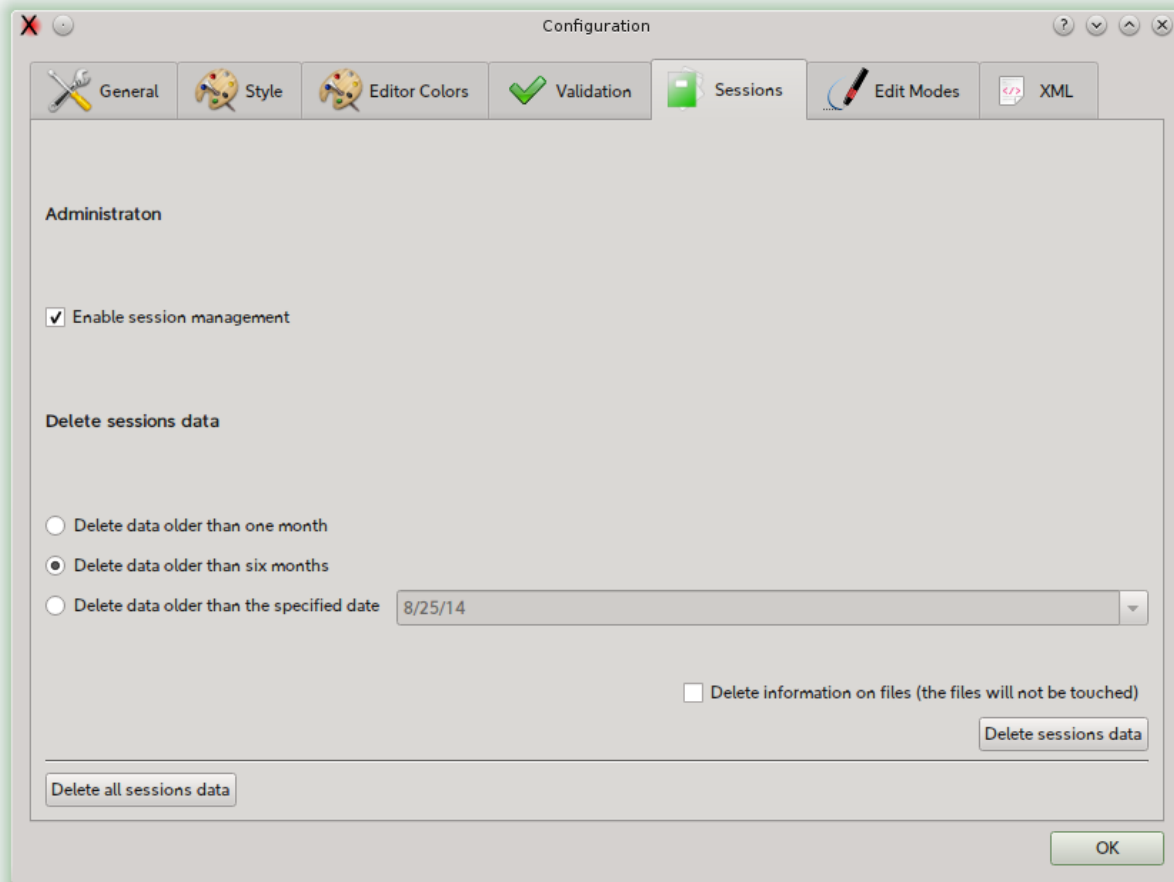 Configuration
General Style Editor Colors Validation Sessions Edit Modes XML
Administraton
Enable session management
Delete sessions data
Delete data older than one month
Delete data older than six months
Delete data older than the specified date 8/25/14
Delete information on files (the files will not be touched)
Delete sessions data
Delete all sessions data
OK